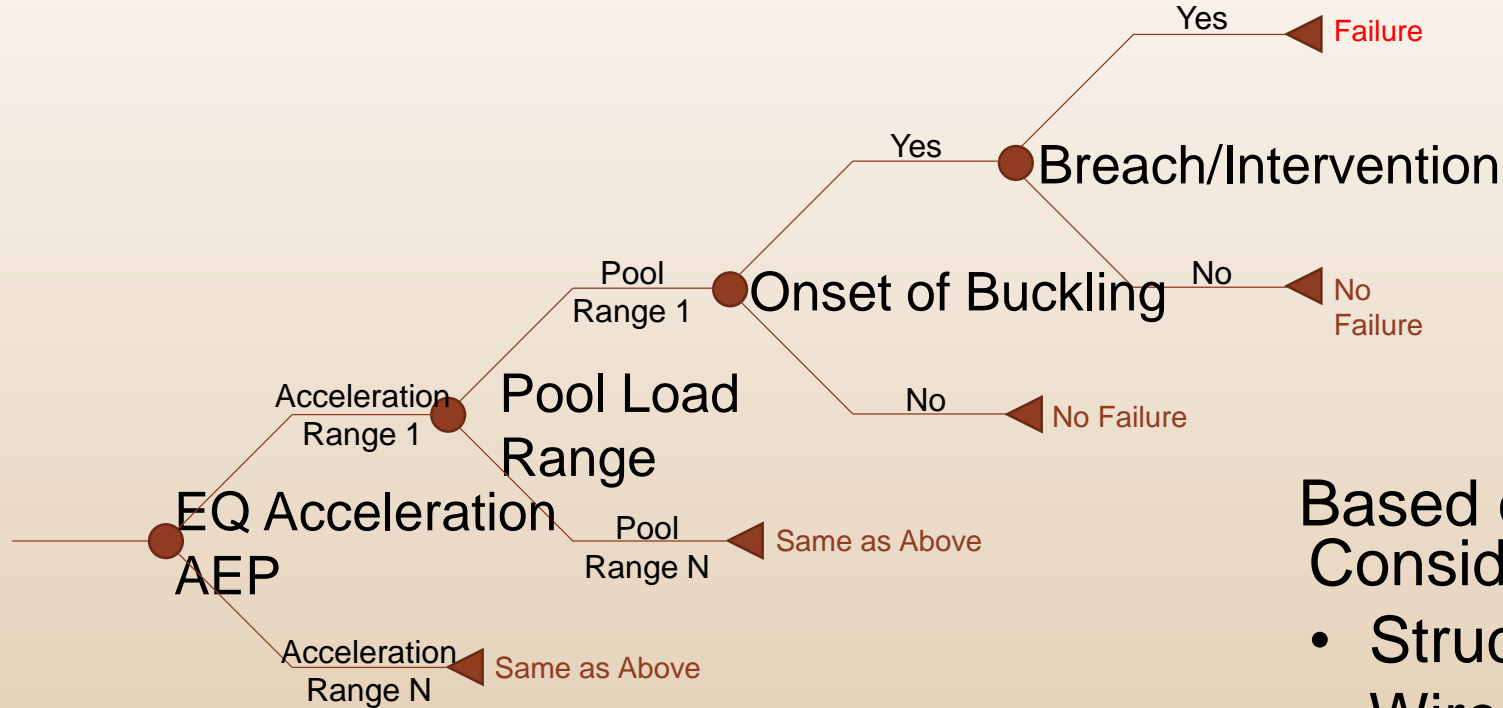 Yes
Failure
Yes
Breach/Intervention
Pool
Range 1
Onset of Buckling
No
No
Failure
Acceleration
Range 1
Pool Load
Range
No
No Failure
EQ Acceleration
AEP
Pool
Range N
Same as Above
Acceleration
Range N
Same as Above
Based
Consid
• Struc